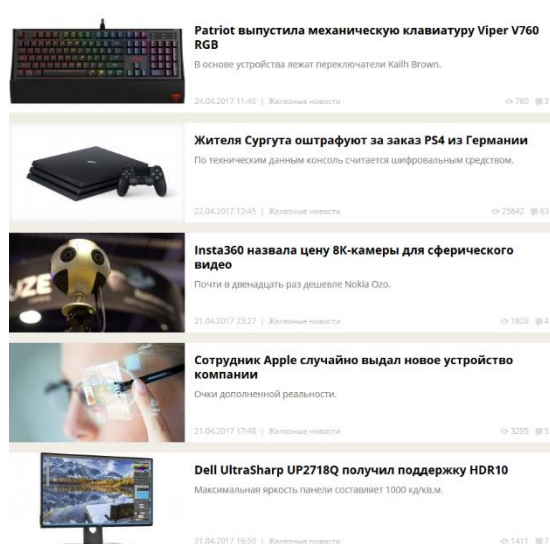 Patriot выпустила механическую клавиатуру Viper V760
RGB
В основе устройства лежат переключатели Kailh Brown.
24.04.2017 11:40 | Железные новости 780 3
Жителя Сургута оштрафуют за заказ PS4 из Германии
По техническим данным консоль считается шифровальным средством.
22.04.2017 12:45 | Железные новости 25642 63
Insta360 назвала цену 8К-камеры для сферического
видео
Почти в двенадцать раз дешевле Nokia Ozo.
21.04.2017 23:27 | Железные новости 1828 4
UZE
Сотрудник Apple случайно выдал новое устройство
компании
Очки дополненной реальности.
21.04.2017 17:48 | Железные новости 3295 5
Dell UltraSharp UP2718Q получил поддержку HDR10
Максимальная яркость панели составляет 1000 кд/кв.м.
21.04.2017 16:50 | Железные новости 1411 7